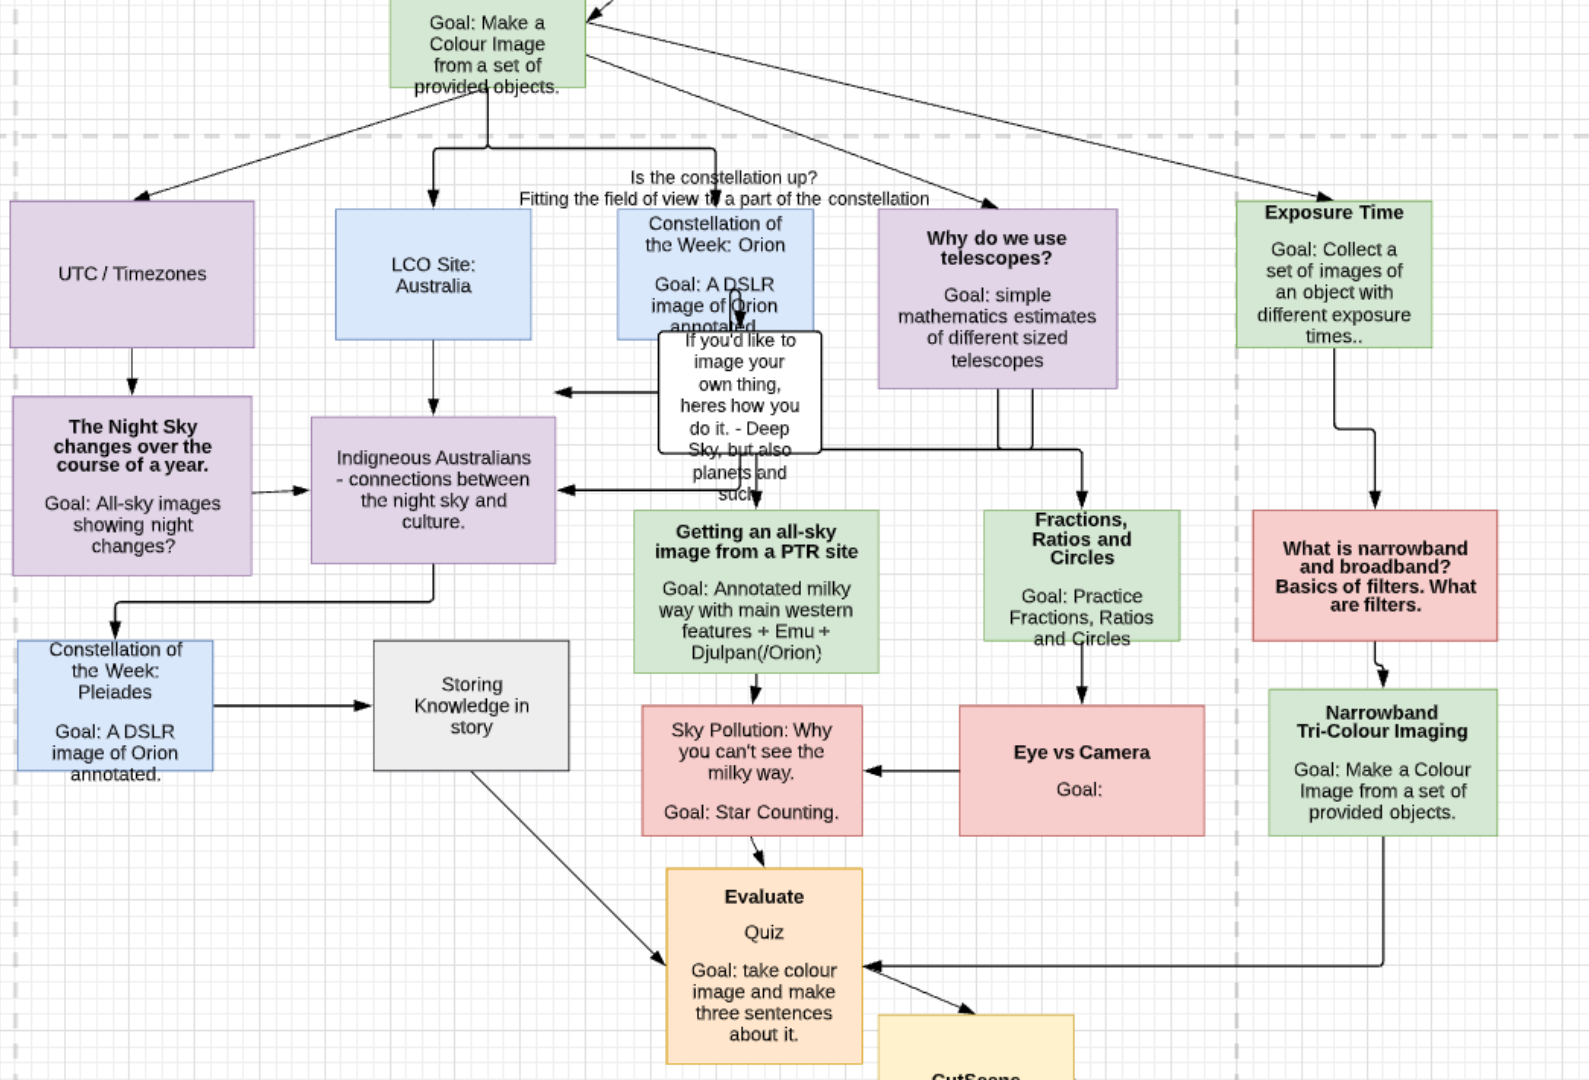 Goal: Make a
Colour Image
from a set of
provided objects.
Is the constellation up?
Fitting the field of view to a part of the constellation
UTC / Timezones
LCO Site:
Australia
Constellation of
the Week: Orion
Goal: A DSLR
image of Orion
annotated.
Why do we use
telescopes?
Goal: simple
mathematics estimates
of different sized
telescopes
Exposure Time
Goal: Collect a
set of images of
an object with
different exposure
times..
If you'd like to
image your
own thing,
heres how you
do it. - Deep
Sky, but also
planets and
such
The Night Sky
changes over the
course of a year.
Goal: All-sky images
showing night
changes?
Indigneous Australians
- connections between
the night sky and
culture.
Getting an all-sky
image from a PTR site
Goal: Annotated milky
way with main western
features + Emu +
Djulpan(/Orion)
Fractions,
Ratios and
Circles
Goal: Practice
Fractions, Ratios
and Circles
What is narrowband
and broadband?
Basics of filters. What
are filters.
Constellation of
the Week:
Pleiades
Goal: A DSLR
image of Orion
annotated.
Storing
Knowledge in
story
Sky Pollution: Why
you can't see the
milky way.
Goal: Star Counting.
Eye vs Camera
Goal:
Narrowband
Tri-Colour Imaging
Goal: Make a Colour
Image from a set of
provided objects.
Evaluate
Quiz
Goal: take colour
image and make
three sentences
about it.
CutScene